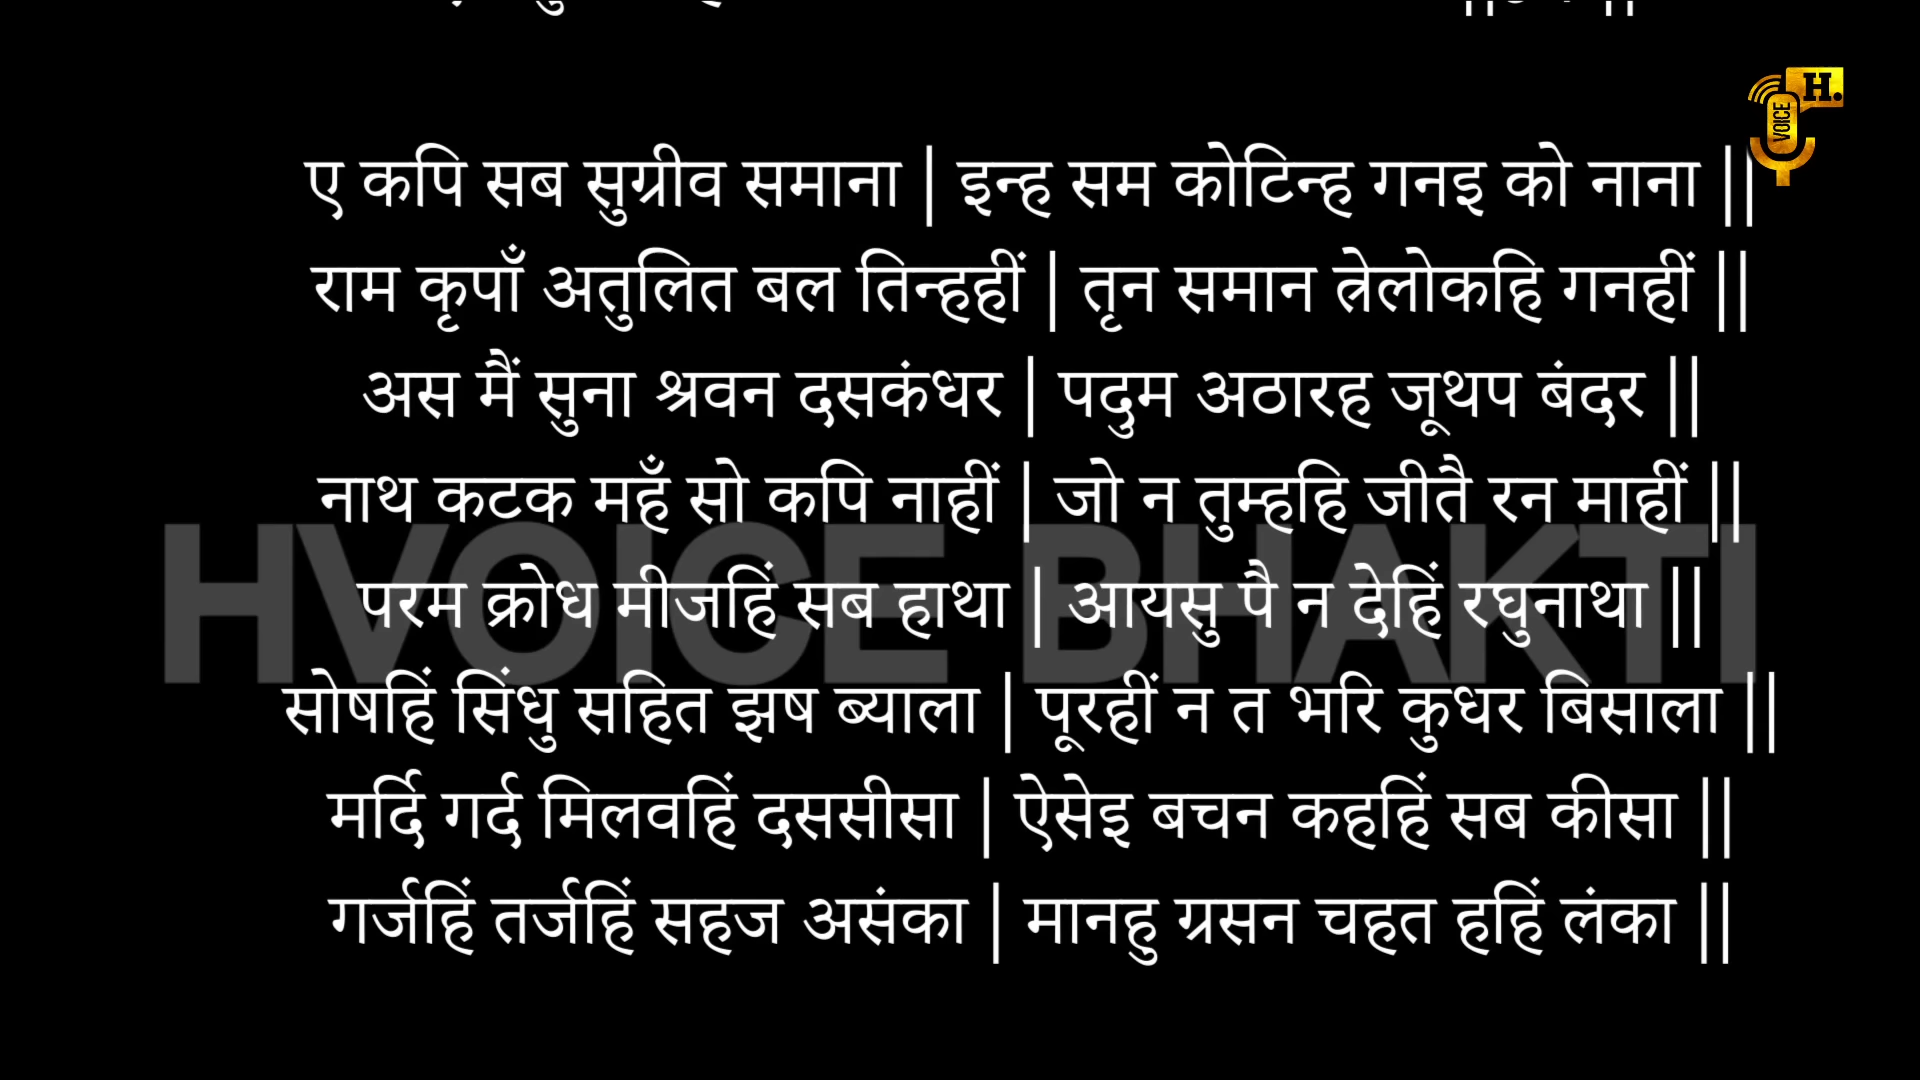 H.
VOICE
ए कपि सब सुग्रीव समाना | इन्ह सम कोटिन्ह गनइ को नाना ||
राम कृपाँ अतुलित बल तिन्हहीं | तृन समान त्रेलोकहि गनहीं ||
अस मैं सुना श्रवन दसकंधर | पदुम अठारह जूथप बंदर ||
नाथ कटक महँ सो कपि नाहीं | जो न तुम्हहि जीतै रन माहीं ||
परम क्रोध मीजहिं सब हाथा | आयसु पै न देहिं रघुनाथा ||
HVOICE BHAKTI
सोषहिं सिंधु सहित झष ब्याला | पूरहीं न त भरि कुधर बिसाला ||
मर्दि गर्द मिलवहिं दससीसा | ऐसेइ बचन कहहिं सब कीसा ||
गर्जहिं तर्जहिं सहज असंका | मानहु ग्रसन चहत हहिं लंका ||